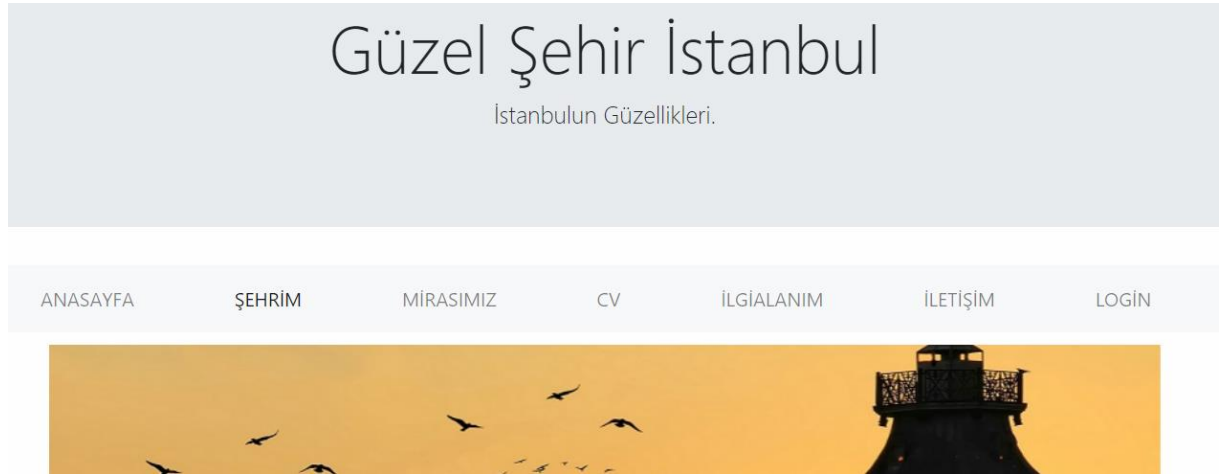 Güzel Şehir İstanbul
İstanbulun Güzellikleri.
ANASAYFA ŞEHRİM MİRASIMIZ CV İLGİALANIM İLETİŞİM LOGİN